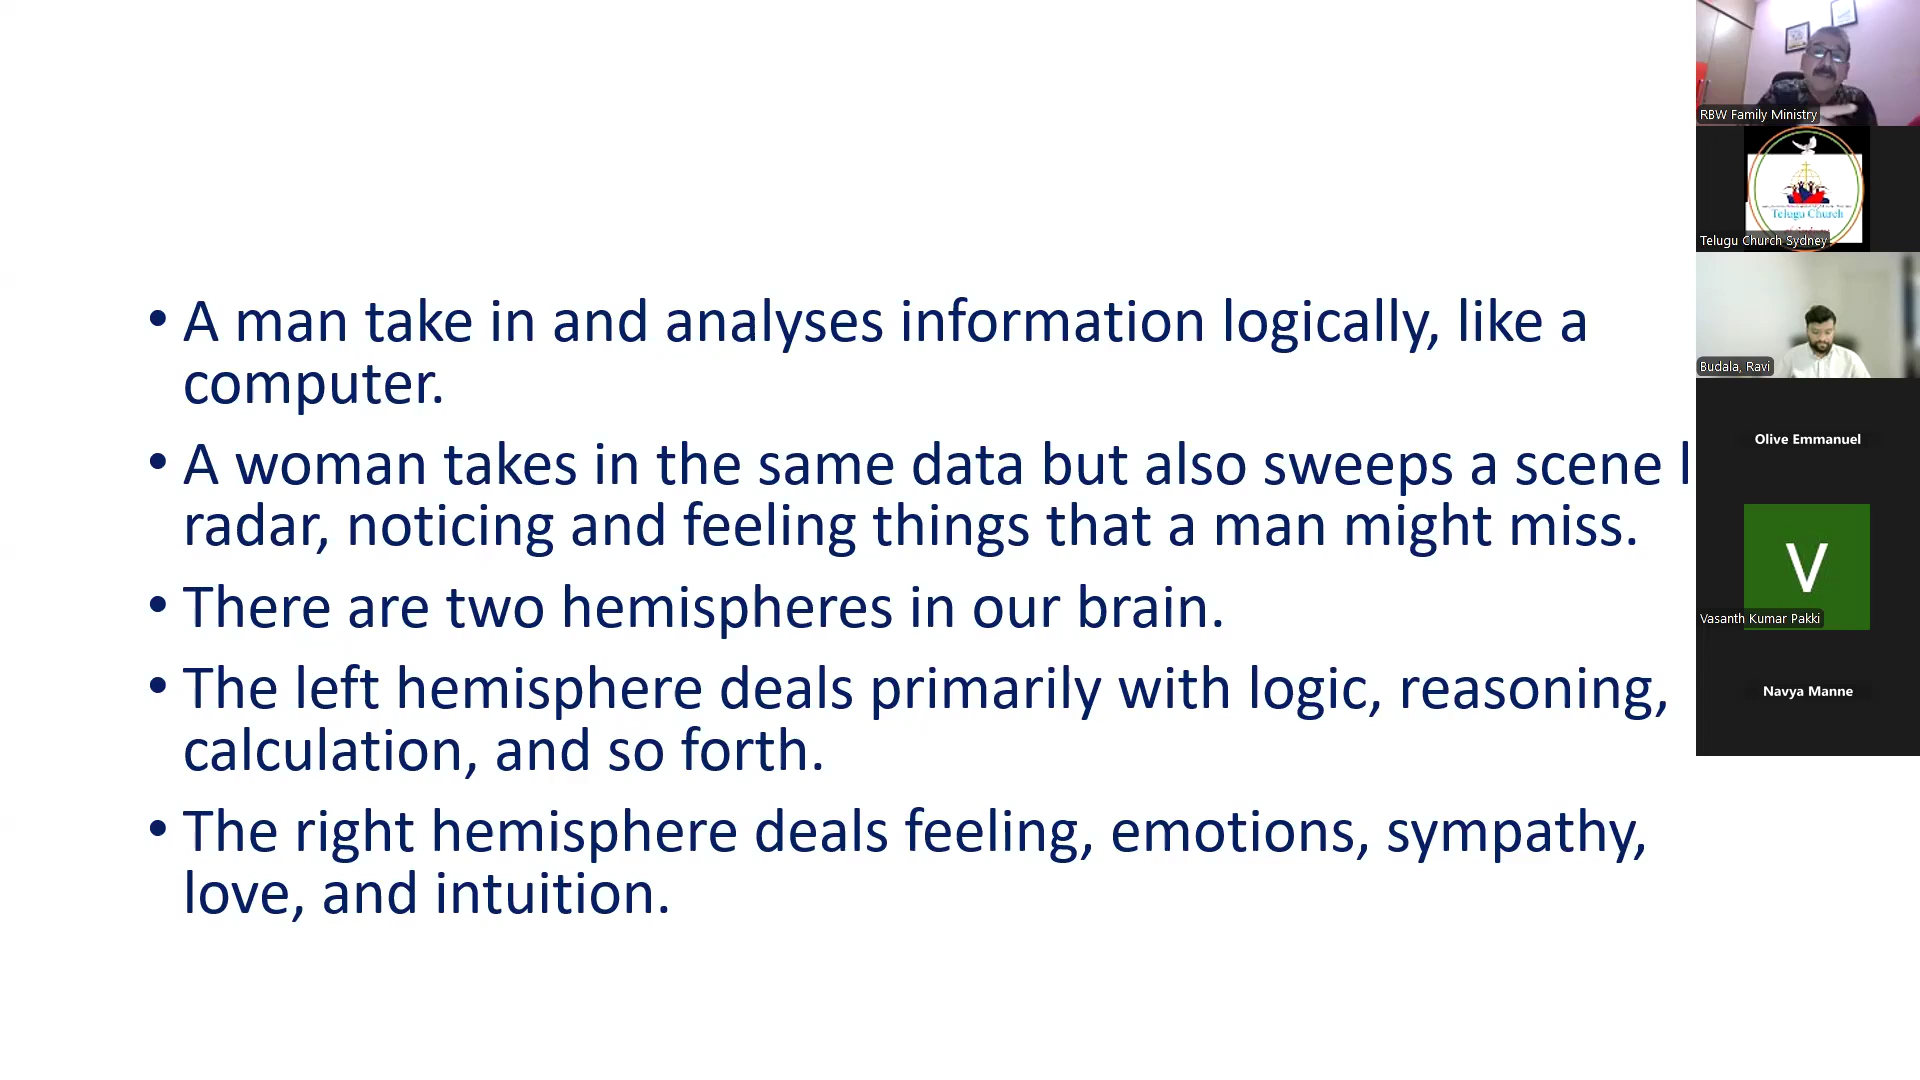 • A man take in and analyses information logically, like a
computer.
• A woman takes in the same data but also sweeps a scene
radar, noticing and feeling things that a man might miss.
• There are two hemispheres in our brain.
• The left hemisphere deals primarily with logic, reasoning,
calculation, and so forth.
• The right hemisphere deals feeling, emotions, sympathy,
love, and intuition.
RBW Family Ministry
Telugu Church
Telugu Church Sydney
Budala, Ravi
Olive Emmanuel
V
Vasanth Kumar Pakki
Navya Manne